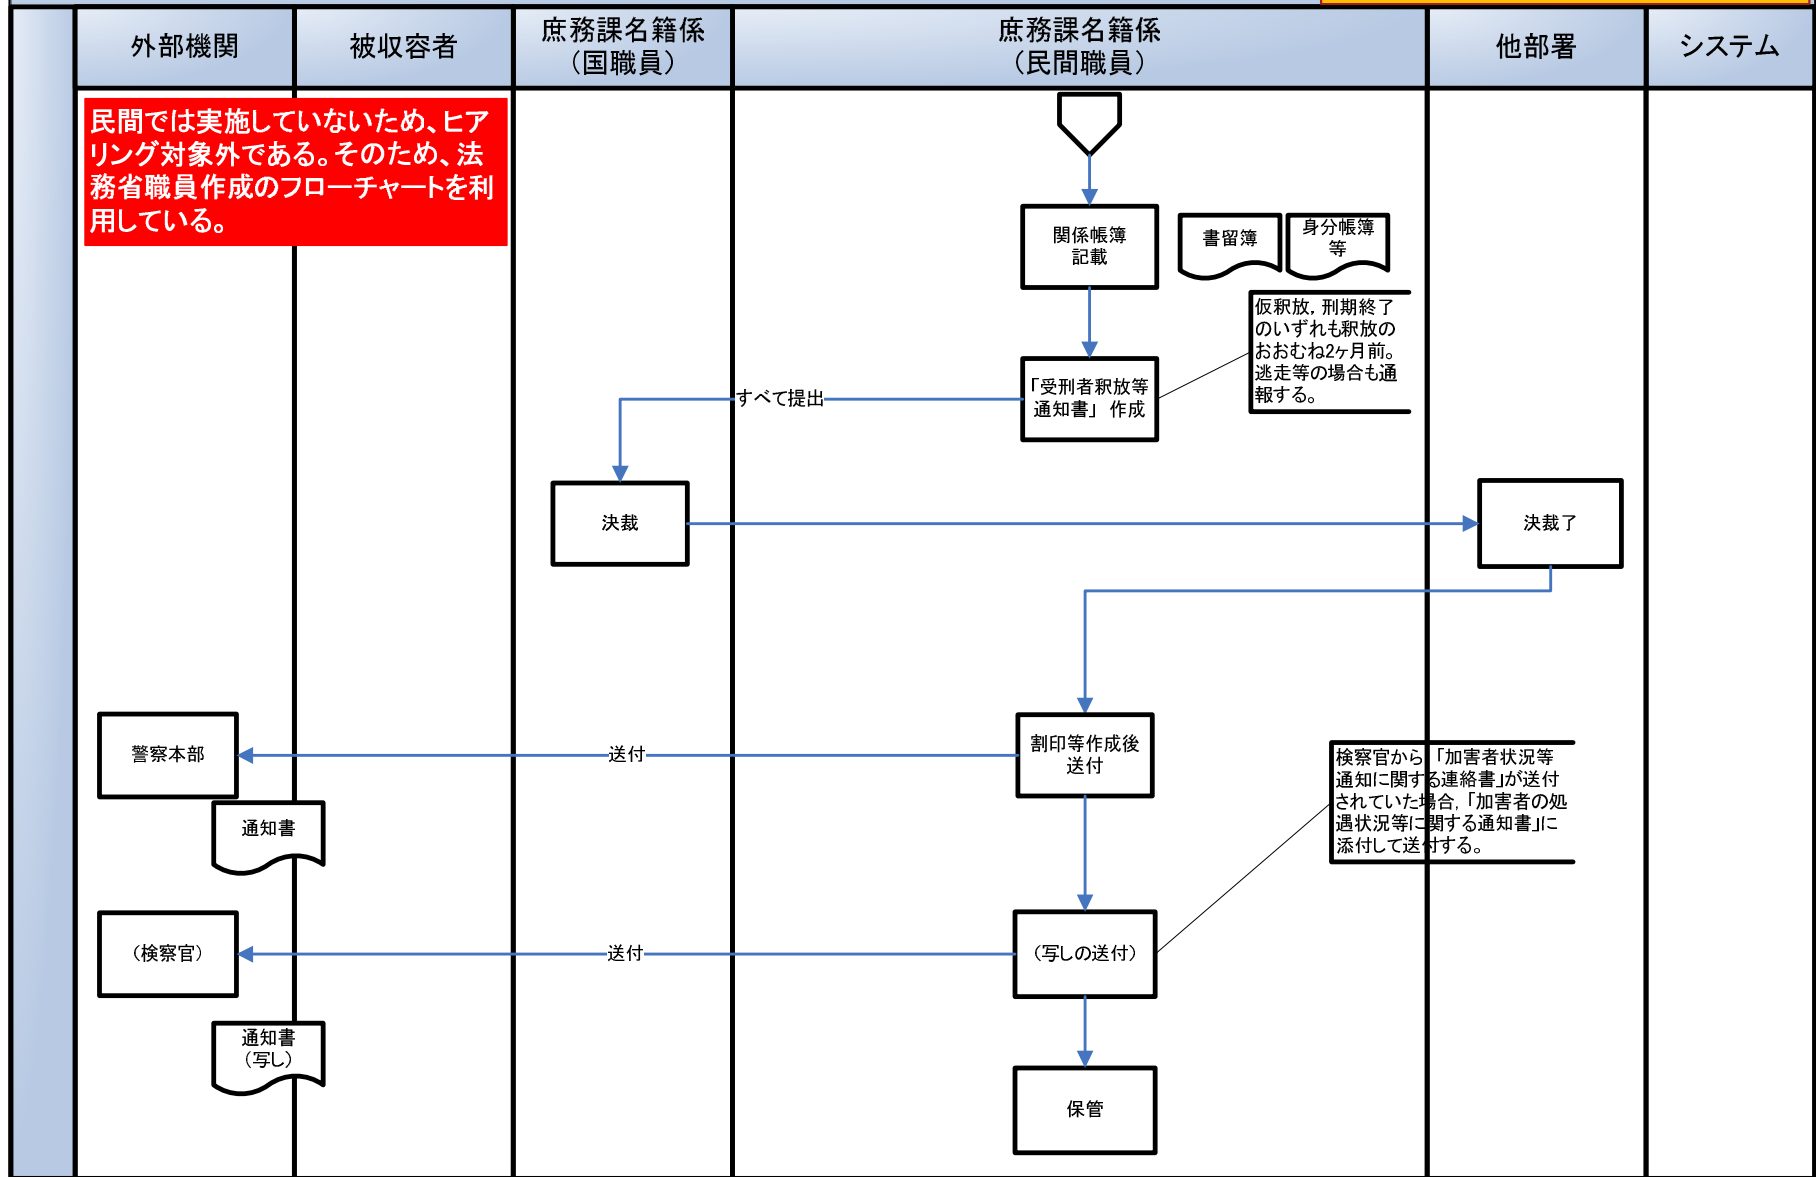 外部機関
被収容者
庶務課名籍係
（国職員）
庶務課名籍係
（民間職員）
他部署
システム
民間では実施していないため、ヒア
リング対象外である。そのため、法
務省職員作成のフローチャートを利
用している。
関係帳簿
記載
書留簿
身分帳簿
等
仮釈放，刑期終了
のいずれも釈放の
おおむね2ヶ月前。
逃走等の場合も通
報する。
「受刑者釈放等
通知書」 作成
すべて提出
決裁
決裁了
警察本部
送付
割印等作成後
送付
検察官から 「加害者状況等
通知に関する連絡書」が送付
されていた場合，「加害者の処
遇状況等に関する通知書」に
添付して送付する。
通知書
（検察官）
送付
（写しの送付）
通知書
（写し）
保管